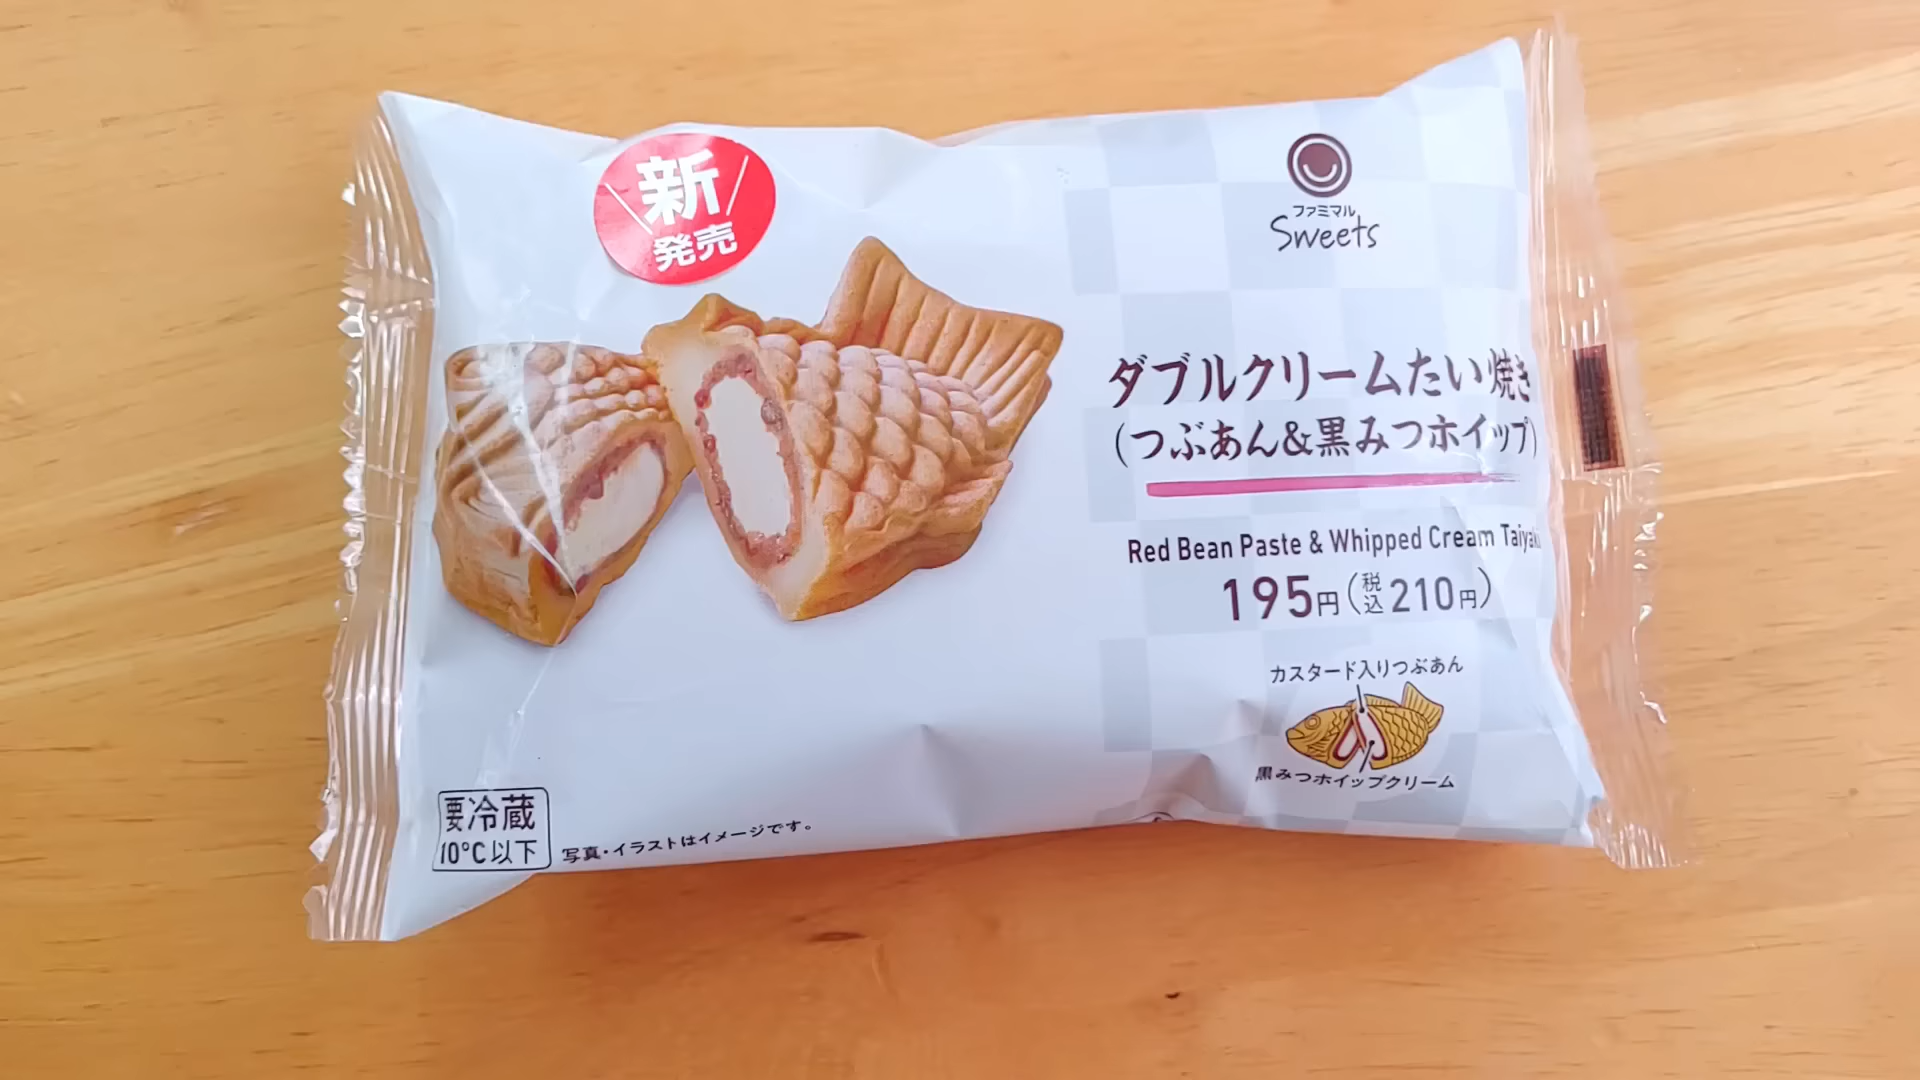 新
発売
ファミマル
Sweets
ダブルクリームたい焼き
(つぶあん&黒みつホイップ)
Red Bean Paste & Whipped Cream Taiyaki
195円(税込210円)
カスタード入りつぶあん
黒みつホイップクリーム
要冷蔵
10℃以下
写真・イラストはイメージです。